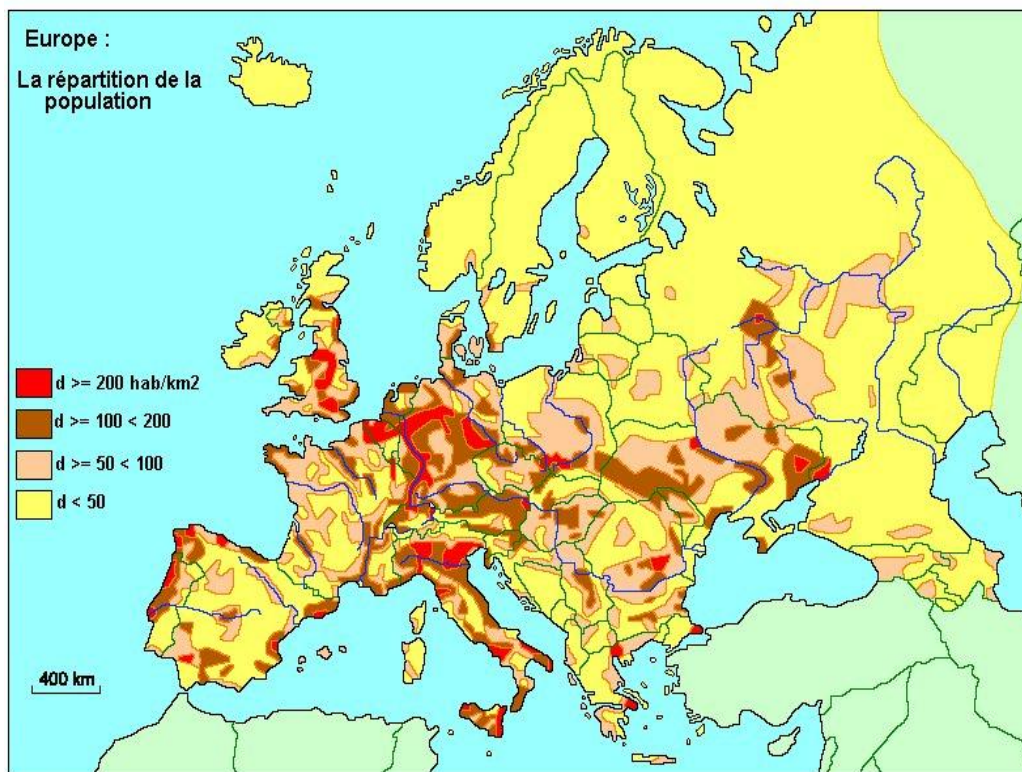 Europe :
La répartition de la
population
d >= 200 hab/km2
d >= 100 < 200
d >= 50 < 100
d < 50
400 km